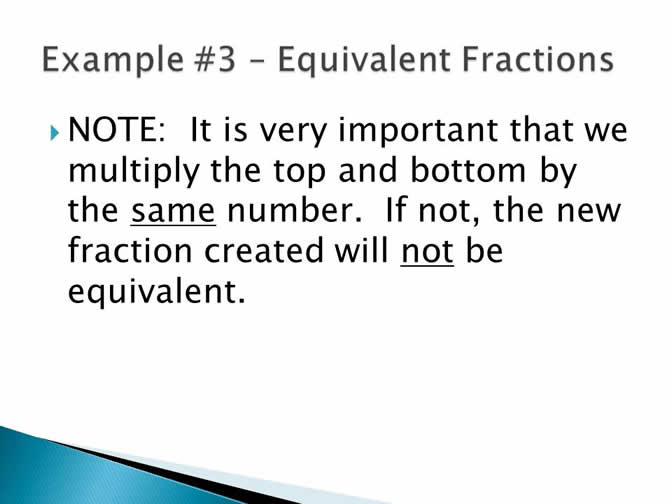 Example #3 – Equivalent Fractions
NOTE:  It is very important that we
multiply the top and bottom by
the same number.  If not, the new
fraction created will not be
equivalent.